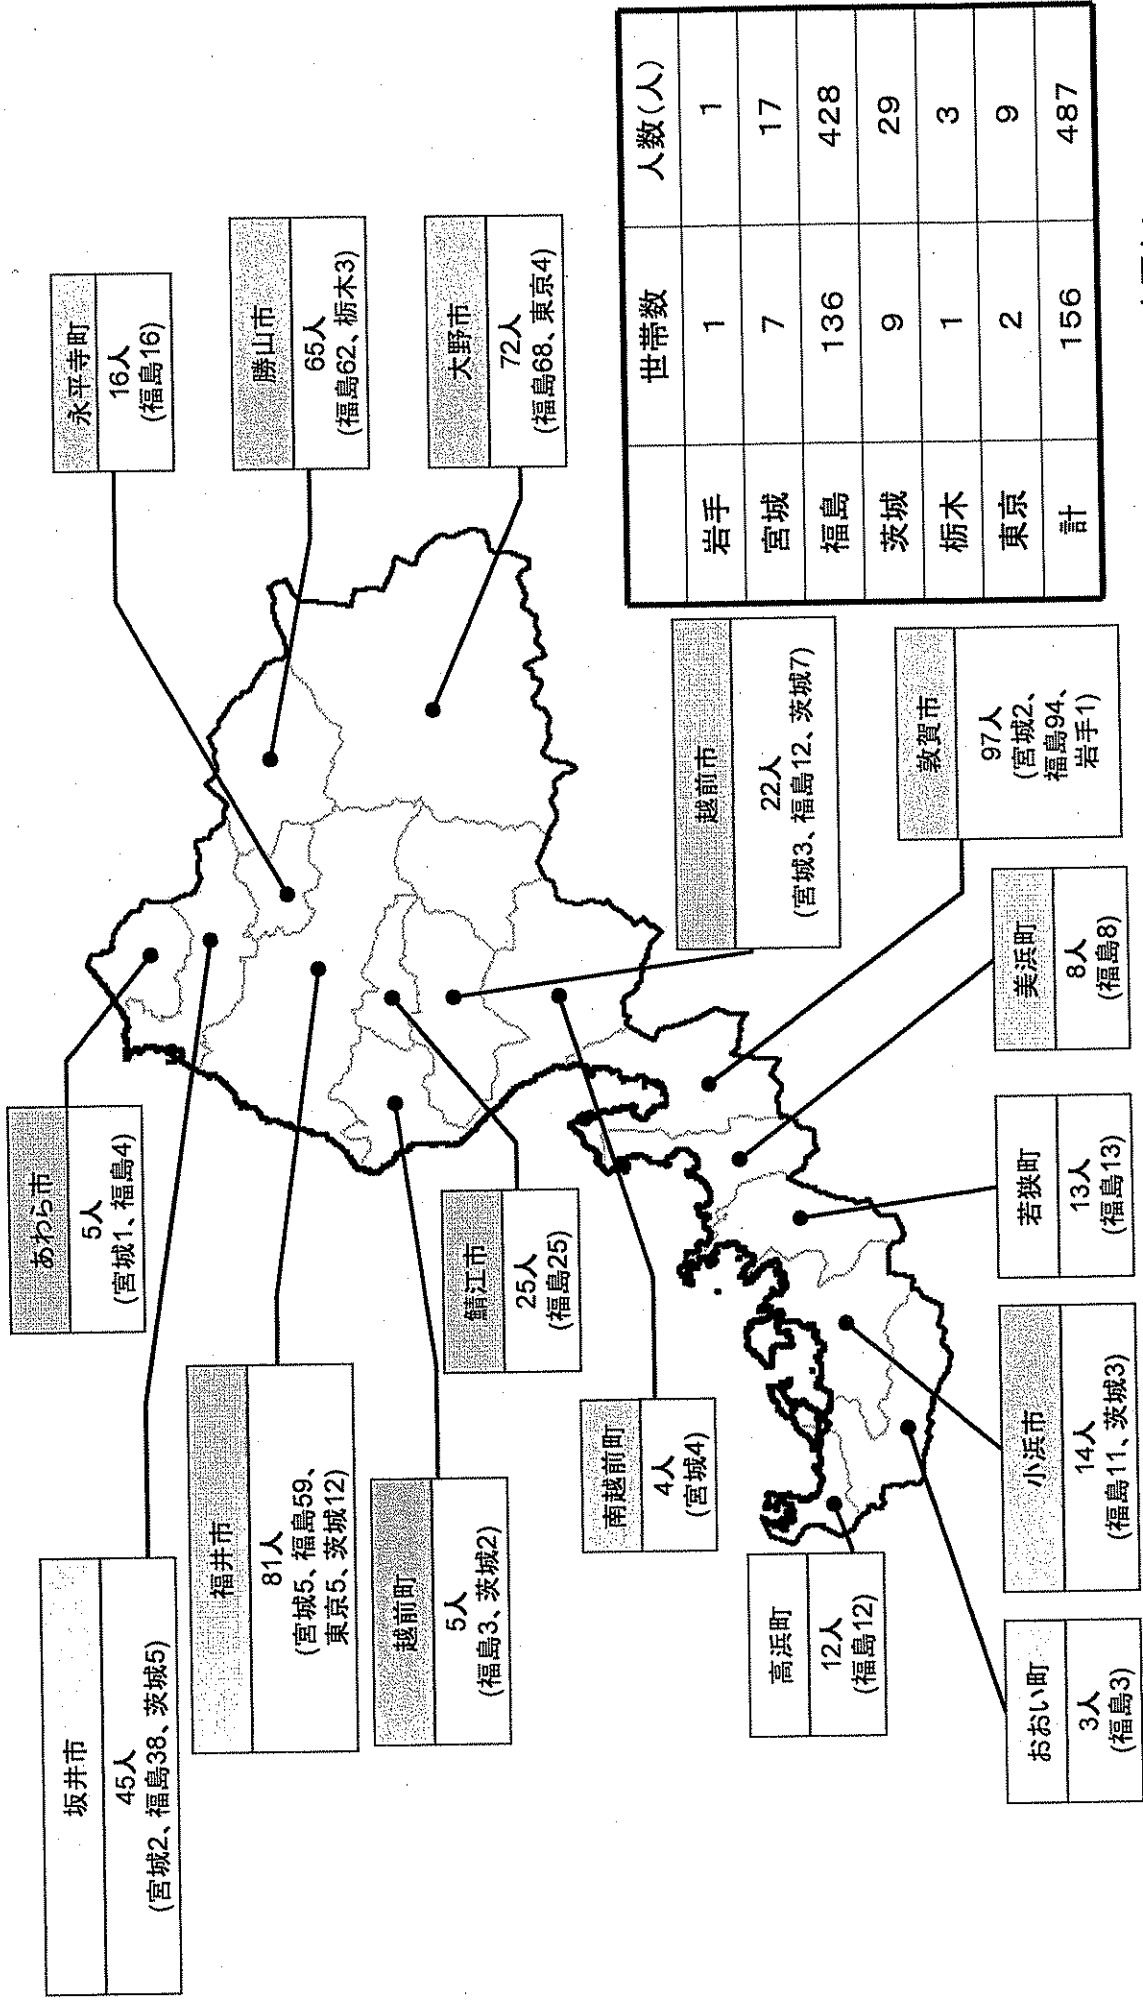 坂井市
45人
(宮城2、福島38、茨城5)
あわら市
5人
(宮城1、福島4)
永平寺町
16人
(福島16)
勝山市
65人
(福島62、栃木3)
大野市
72人
(福島68、東京4)
福井市
81人
(宮城5、福島59、
東京5、茨城12)
越前町
5人
(福島3、茨城2)
鯖江市
25人
(福島25)
南越前町
4人
(宮城4)
越前市
22人
(宮城3、福島12、茨城7)
敦賀市
97人
(宮城2、
福島94、
岩手1)
美浜町
8人
(福島8)
若狭町
13人
(福島13)
小浜市
14人
(福島11、茨城3)
高浜町
12人
(福島12)
おおい町
3人
(福島3)
世帯数 人数(人)
岩手 1 1
宮城 7 17
福島 136 428
茨城 9 29
栃木 1 3
東京 2 9
計 156 487